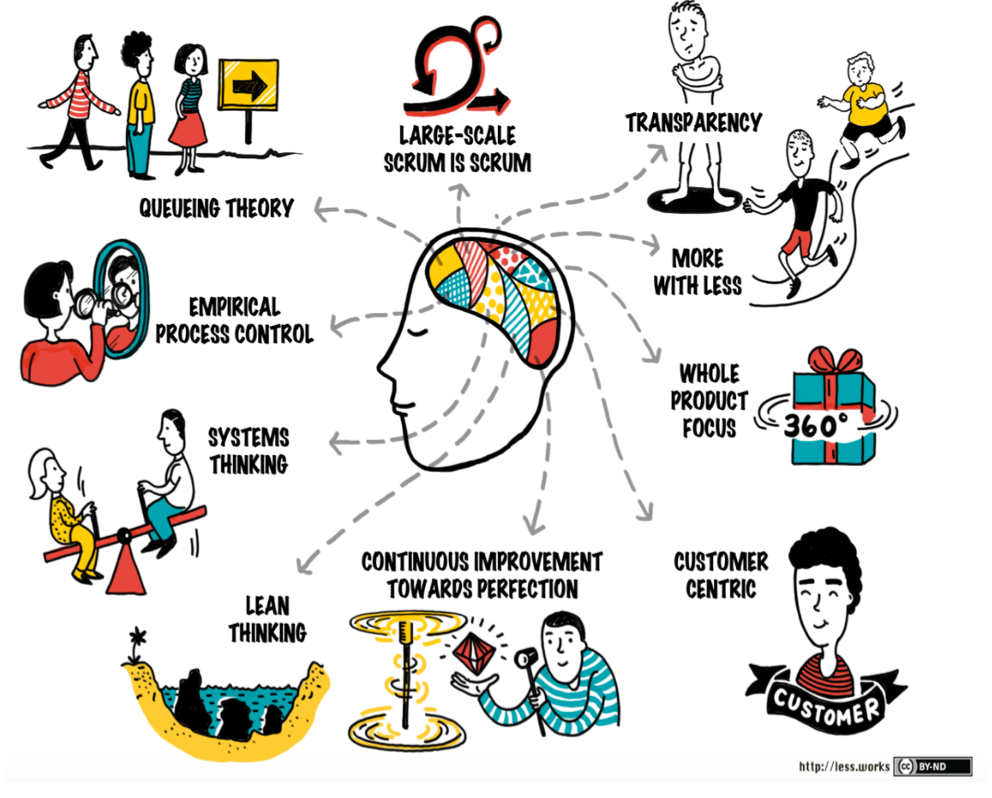 LARGE-SCALE
SCRUM IS SCRUM
TRANSPARENCY
QUEUEING THEORY
MORE
WITH LESS
EMPIRICAL
PROCESS CONTROL
WHOLE
PRODUCT
FOCUS
360°
SYSTEMS
THINKING
CONTINUOUS IMPROVEMENT
TOWARDS PERFECTION
CUSTOMER
CENTRIC
LEAN
THINKING
CUSTOMER
http://less.works
cc BY-ND